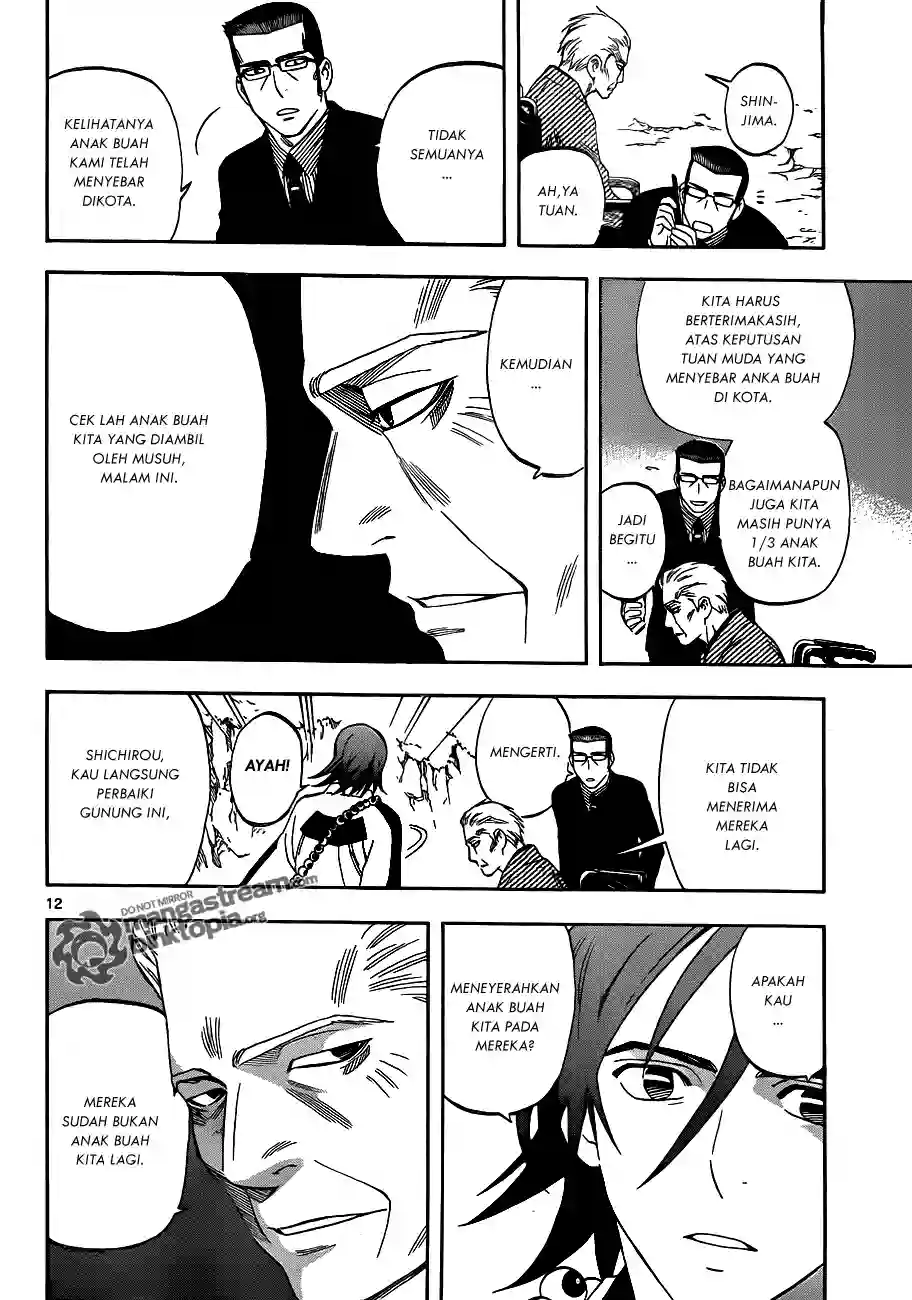 SHIN-
JIMA.
AH,YA
TUAN.
TIDAK
SEMUANYA
...
KELIHATANYA
ANAK BUAH
KAMI TELAH
MENYEBAR
DIKOTA.
KITA HARUS
BERTERIMAKASIH,
ATAS KEPUTUSAN
TUAN MUDA YANG
MENYEBAR ANKA BUAH
DI KOTA.
BAGAIMANAPUN
JUGA KITA
MASIH PUNYA
1/3 ANAK
BUAH KITA.
JADI
BEGITU
...
KEMUDIAN
...
CEK LAH ANAK BUAH
KITA YANG DIAMBIL
OLEH MUSUH,
MALAM INI.
KITA TIDAK
BISA
MENERIMA
MEREKA
LAGI.
MENGERTI.
AYAH!
SHICHIROU,
KAU LANGSUNG
PERBAIKI
GUNUNG INI,
12
DO NOT MIRROR
mangastream.com
binktopia.org
APAKAH
KAU
...
MENEYERAHKAN
ANAK BUAH
KITA PADA
MEREKA?
MEREKA
SUDAH BUKAN
ANAK BUAH
KITA LAGI.